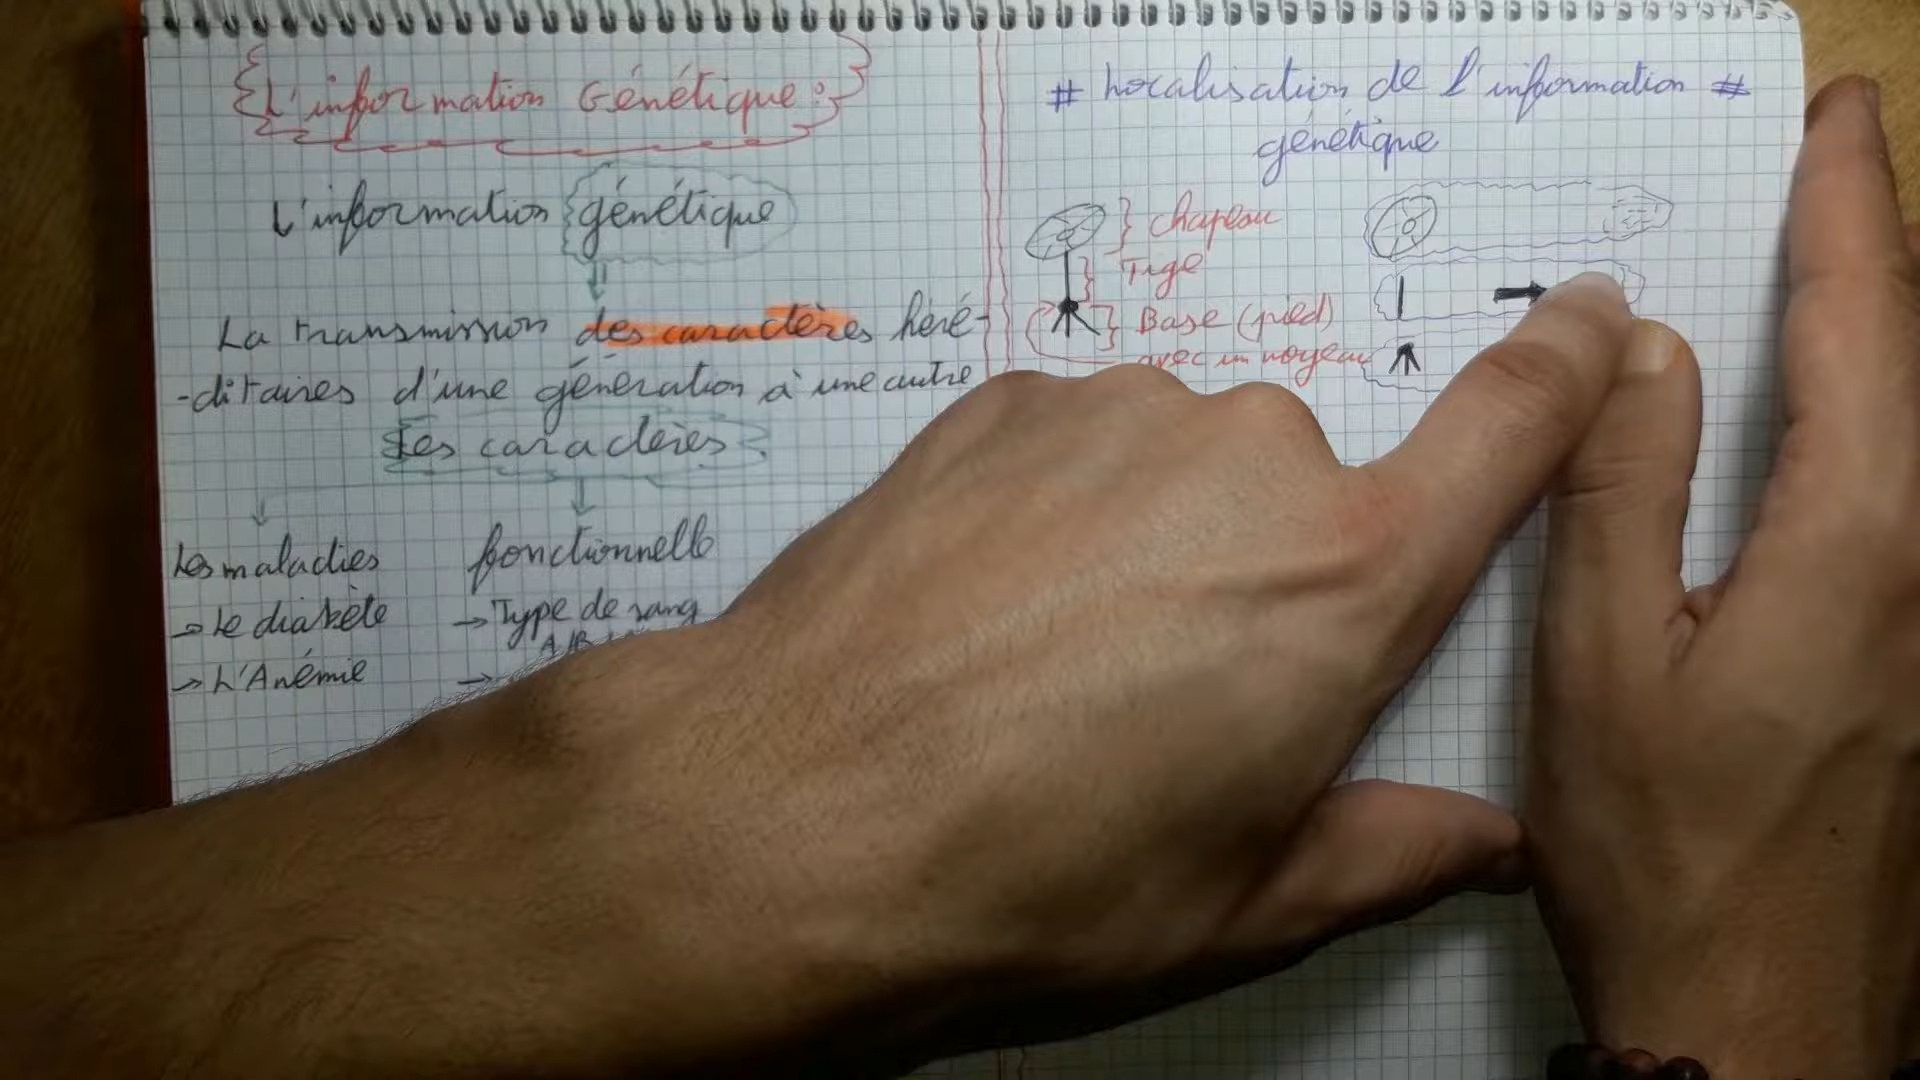 L'information Génétique :
L'information génétique
La transmission des caractères héré-
-ditaires d'une génération à une autre
Les caractères
Les maladies
→ Le diabète
→ L'Anémie
fonctionnelle
→ Type de sang
A/B
→
# Localisation de l'information #
génétique
} chapeau
} Tige
} Base (pied)
avec un noyeau